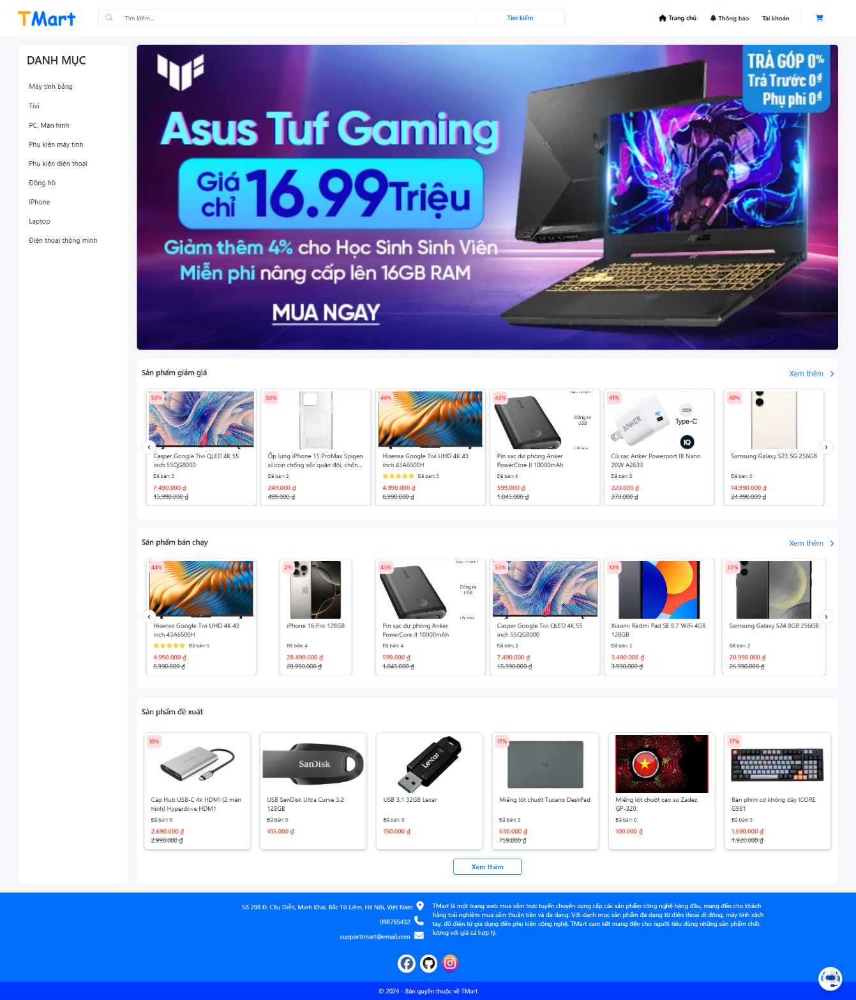 TMart
Tìm kiếm...
Tìm kiếm
Trang chủ
Thông báo
Tài khoản
DANH MỤC
Máy tính bảng
Tivi
PC, Màn hình
Phụ kiện máy tính
Phụ kiện điện thoại
Đồng hồ
iPhone
Laptop
Điện thoại thông minh
TRẢ GÓP 0%
Trả Trước 0₫
Phụ phí 0₫
Asus Tuf Gaming
Giá chỉ 16.99 Triệu
Giảm thêm 4% cho Học Sinh Sinh Viên
Miễn phí nâng cấp lên 16GB RAM
MUA NGAY
ASUS
Sản phẩm giảm giá
Xem thêm
53%
Casper Google Tivi QLED 4K 55
inch 55QG8000
Đã bán: 3
7.490.000 ₫
15.990.000 ₫
50%
Ốp lưng iPhone 15 ProMax Spigen
silicon chống sốc quân đội, chốn...
Đã bán: 2
249.000 ₫
499.000 ₫
44%
Hisense Google Tivi UHD 4K 43
inch 43A6500H
Đã bán: 5
4.990.000 ₫
8.990.000 ₫
43%
Sạc nhanh
Cổng ra
USB
Lõi pin
Pin sạc dự phòng Anker
PowerCore II 10000mAh
Đã bán: 4
599.000 ₫
1.045.000 ₫
41%
ANKER
Type-C
IQ
Củ sạc Anker Powerport III Nano
20W A2633
Đã bán: 0
220.000 ₫
370.000 ₫
40%
Samsung Galaxy S23 5G 256GB
Đã bán: 0
14.990.000 ₫
24.990.000 ₫
Sản phẩm bán chạy
Xem thêm
44%
Hisense Google Tivi UHD 4K 43
inch 43A6500H
Đã bán: 5
4.990.000 ₫
8.990.000 ₫
2%
iPhone 16 Pro 128GB
Đã bán: 4
28.490.000 ₫
28.990.000 ₫
43%
Sạc nhanh
Cổng ra
USB
Lõi pin
Pin sạc dự phòng Anker
PowerCore II 10000mAh
Đã bán: 4
599.000 ₫
1.045.000 ₫
53%
Casper Google Tivi QLED 4K 55
inch 55QG8000
Đã bán: 3
7.490.000 ₫
15.990.000 ₫
13%
Xiaomi Redmi Pad SE 8.7 WiFi 4GB
128GB
Đã bán: 2
3.490.000 ₫
3.990.000 ₫
22%
Samsung Galaxy S24 8GB 256GB
Đã bán: 2
20.990.000 ₫
26.990.000 ₫
Sản phẩm đề xuất
10%
Cáp Hub USB-C 4k HDMI (2 màn
hình) Hyperdrive HDM1
Đã bán: 0
2.690.000 ₫
2.990.000 ₫
SanDisk
USB SanDisk Ultra Curve 3.2
128GB
Đã bán: 0
415.000 ₫
Lexar
USB 3.1 32GB Lexar
Đã bán: 0
150.000 ₫
17%
Miếng lót chuột Tucano DeskPad
Đã bán: 0
630.000 ₫
759.000 ₫
Miếng lót chuột cao su Zadez
GP-320
Đã bán: 0
100.000 ₫
17%
Bàn phím cơ không dây ICORE
G981
Đã bán: 0
1.590.000 ₫
1.920.000 ₫
Xem thêm
Số 298 Đ. Cầu Diễn, Minh Khai, Bắc Từ Liêm, Hà Nội, Việt Nam
098765432
supporttmart@email.com
TMart là một trang web mua sắm trực tuyến chuyên cung cấp các sản phẩm công nghệ hàng đầu, mang đến cho khách
hàng trải nghiệm mua sắm thuận tiện và đa dạng. Với danh mục sản phẩm đa dạng từ điện thoại di động, máy tính xách
tay, đồ điện tử gia dụng đến phụ kiện công nghệ, TMart cam kết mang đến cho người tiêu dùng những sản phẩm chất
lượng với giá cả hợp lý.
© 2024 - Bản quyền thuộc về TMart